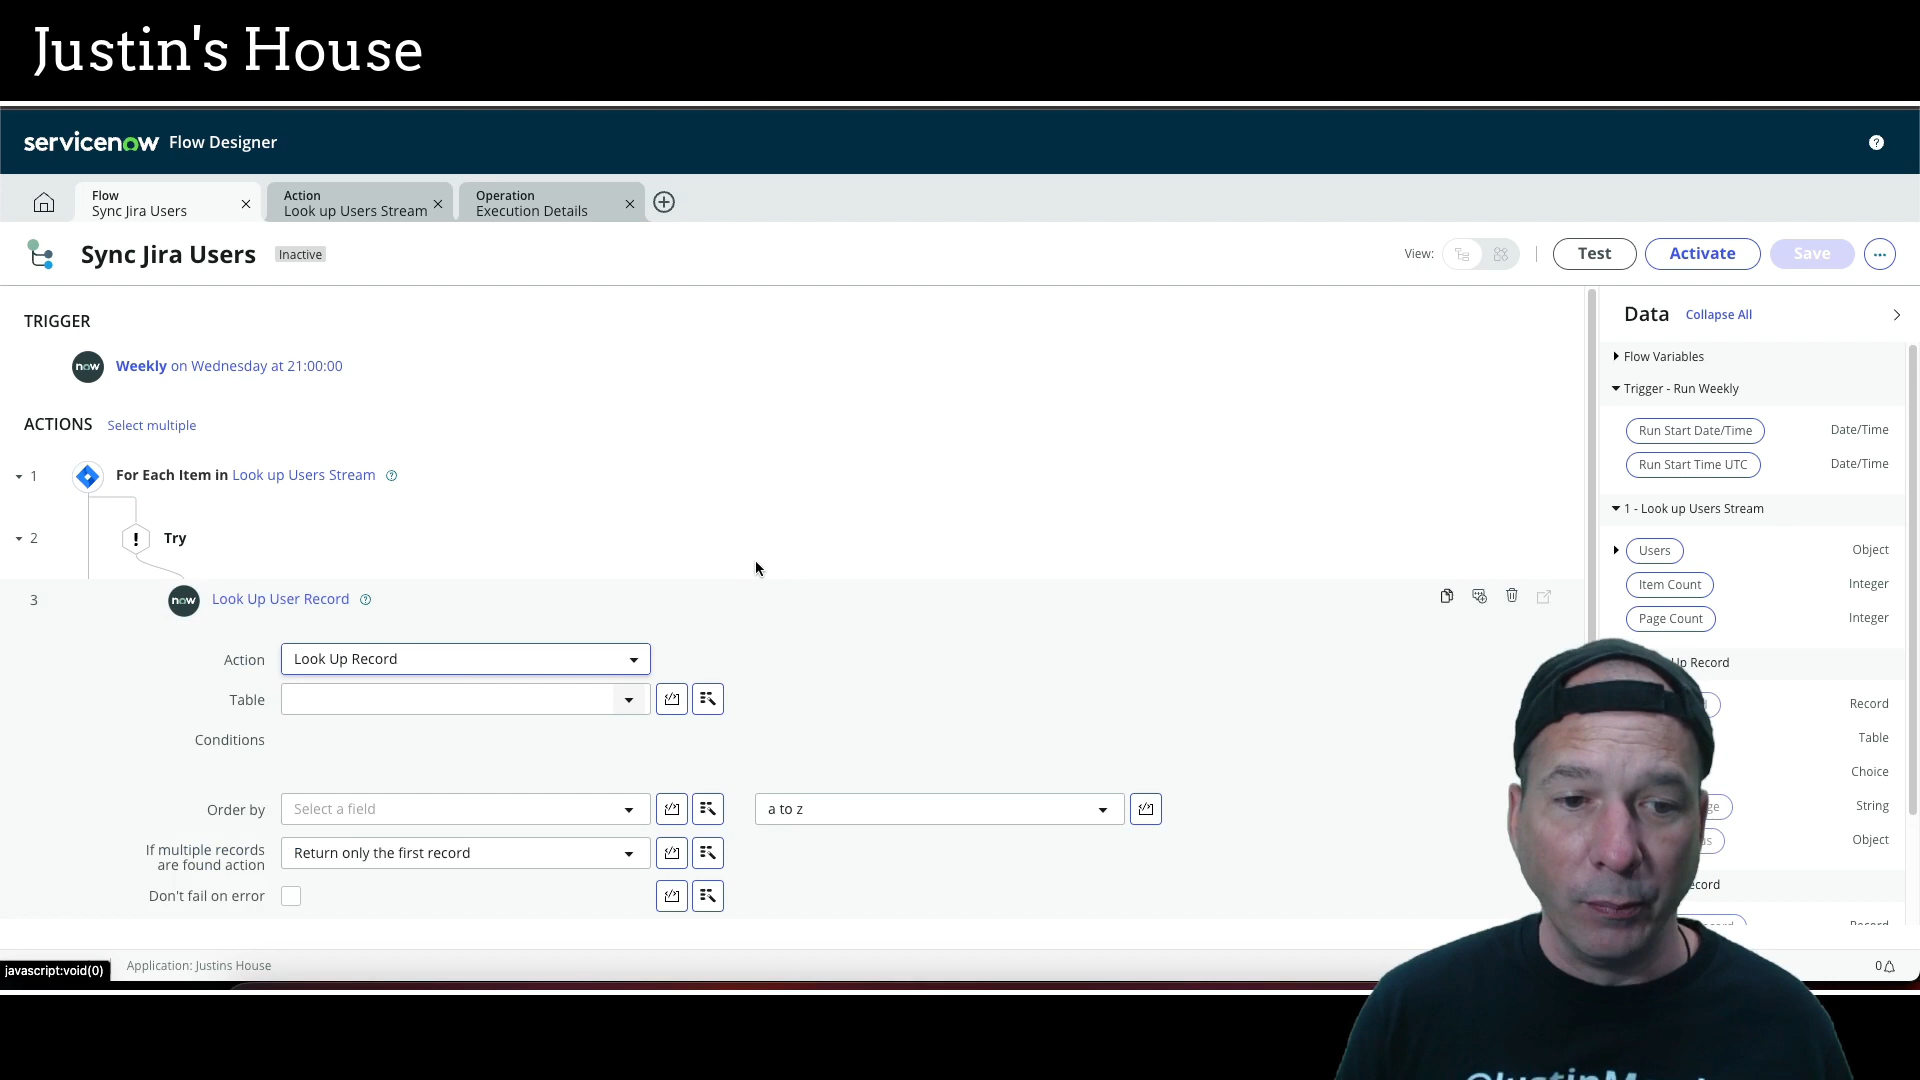 Justin's House
servicenow Flow Designer
?
Flow
Sync Jira Users
Action
Look up Users Stream
Operation
Execution Details
Sync Jira Users Inactive
View:
Test
Activate
Save
TRIGGER
now Weekly on Wednesday at 21:00:00
ACTIONS Select multiple
1 For Each Item in Look up Users Stream ?
2 ! Try
3 now Look Up User Record ?
Action Look Up Record
Table
Conditions
Order by Select a field a to z
If multiple records
are found action
Return only the first record
Don't fail on error
Data Collapse All
Flow Variables
Trigger - Run Weekly
Run Start Date/Time Date/Time
Run Start Time UTC Date/Time
1 - Look up Users Stream
Users Object
Item Count Integer
Page Count Integer
Up Record
Record
Table
Choice
String
Object
javascript:void(0)
Application: Justins House
0